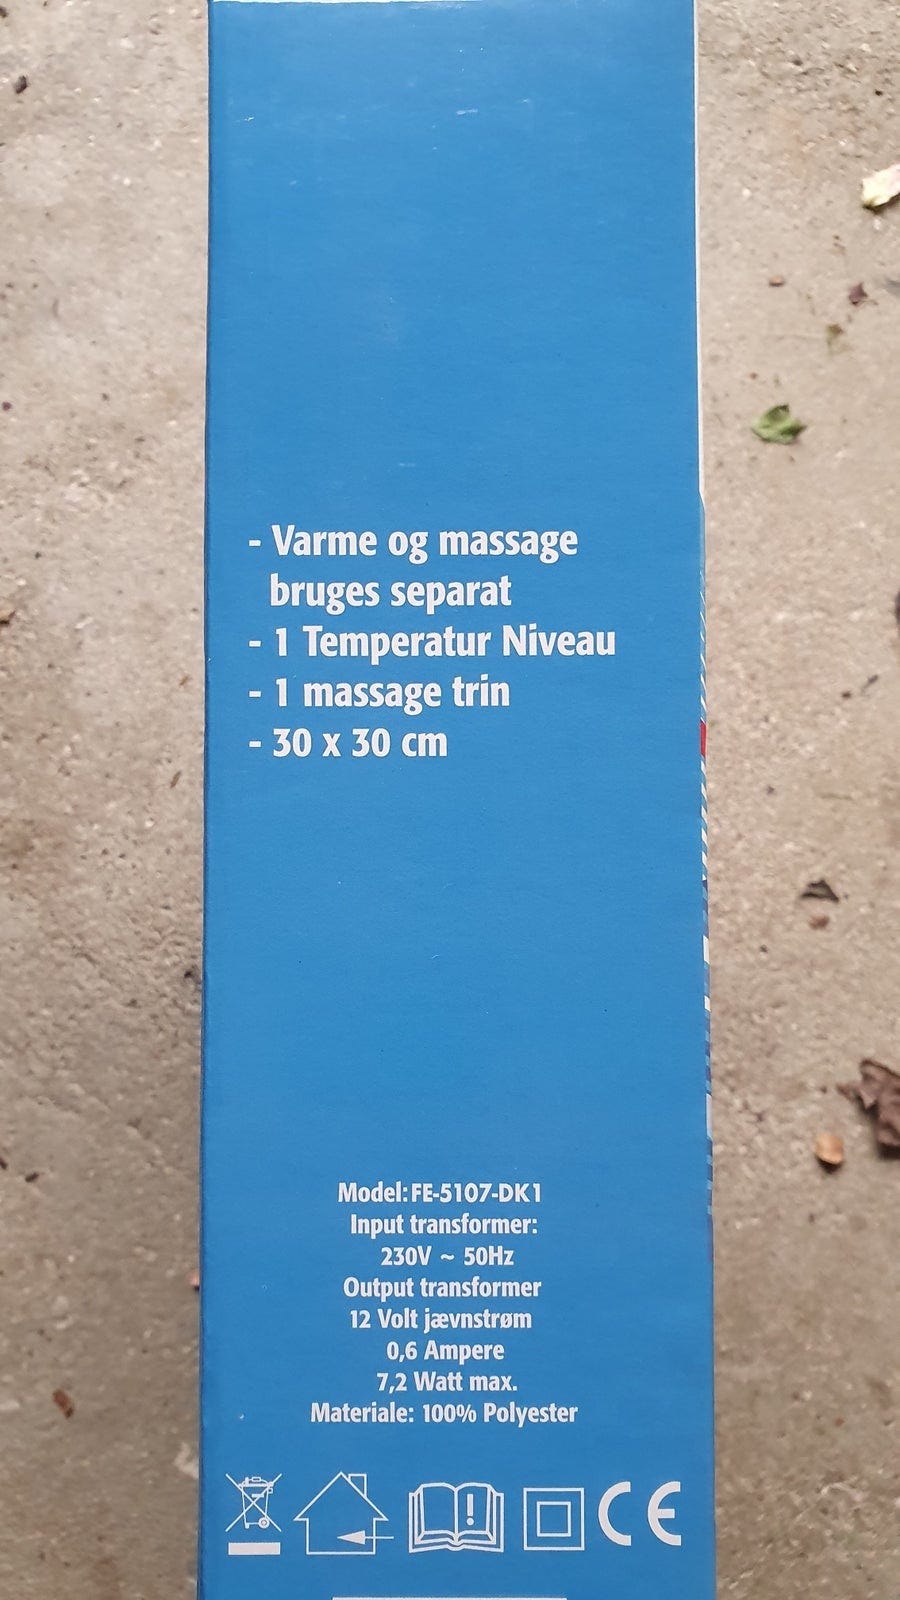 - Varme og massage
bruges separat
- 1 Temperatur Niveau
- 1 massage trin
- 30 x 30 cm
Model:FE-5107-DK1
Input transformer:
230V ~ 50Hz
Output transformer
12 Volt jævnstrøm
0,6 Ampere
7,2 Watt max.
Materiale: 100% Polyester
CE